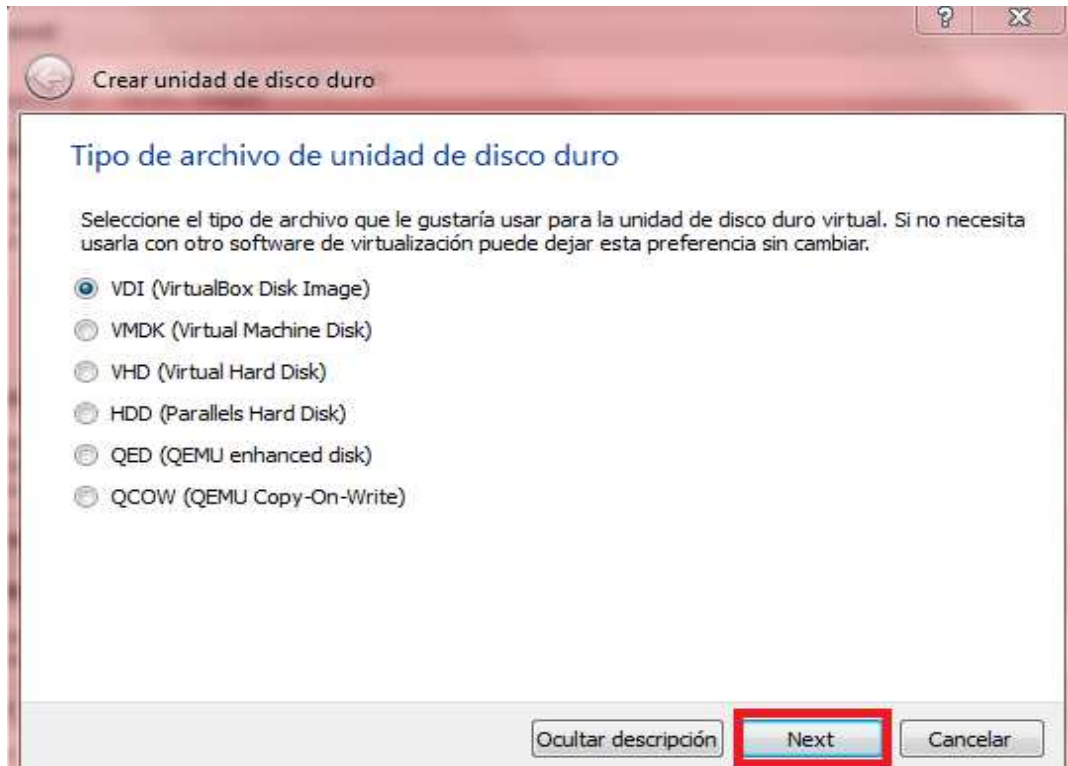 Crear unidad de disco duro
Tipo de archivo de unidad de disco duro
Seleccione el tipo de archivo que le gustaría usar para la unidad de disco duro virtual. Si no necesita
usarla con otro software de virtualización puede dejar esta preferencia sin cambiar.
VDI (VirtualBox Disk Image)
VMDK (Virtual Machine Disk)
VHD (Virtual Hard Disk)
HDD (Parallels Hard Disk)
QED (QEMU enhanced disk)
QCOW (QEMU Copy-On-Write)
Ocultar descripción Next Cancelar